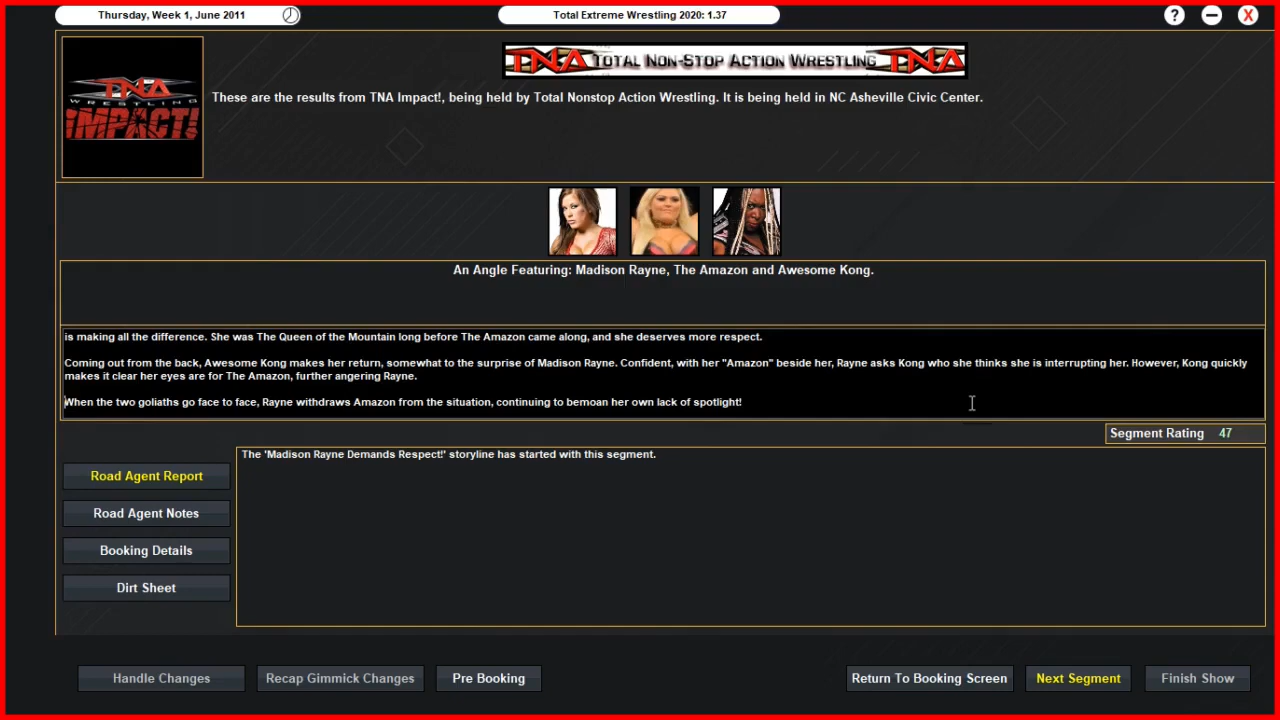 Thursday, Week 1, June 2011
Total Extreme Wrestling 2020: 1.37
? X
TNA TOTAL NON-STOP ACTION WRESTLING TNA
TNA
WRESTLING
iMPACT!
These are the results from TNA Impact!, being held by Total Nonstop Action Wrestling. It is being held in NC Asheville Civic Center.
An Angle Featuring: Madison Rayne, The Amazon and Awesome Kong.
is making all the difference. She was The Queen of the Mountain long before The Amazon came along, and she deserves more respect.
Coming out from the back, Awesome Kong makes her return, somewhat to the surprise of Madison Rayne. Confident, with her "Amazon" beside her, Rayne asks Kong who she thinks she is interrupting her. However, Kong quickly
makes it clear her eyes are for The Amazon, further angering Rayne.
When the two goliaths go face to face, Rayne withdraws Amazon from the situation, continuing to bemoan her own lack of spotlight!
Segment Rating 47
The 'Madison Rayne Demands Respect!' storyline has started with this segment.
Road Agent Report
Road Agent Notes
Booking Details
Dirt Sheet
Handle Changes Recap Gimmick Changes Pre Booking Return To Booking Screen Next Segment Finish Show